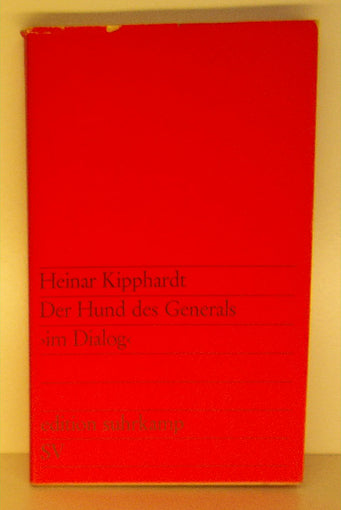 Heinar Kipphardt
Der Hund des Generals
›im Dialog‹
edition suhrkamp
SV